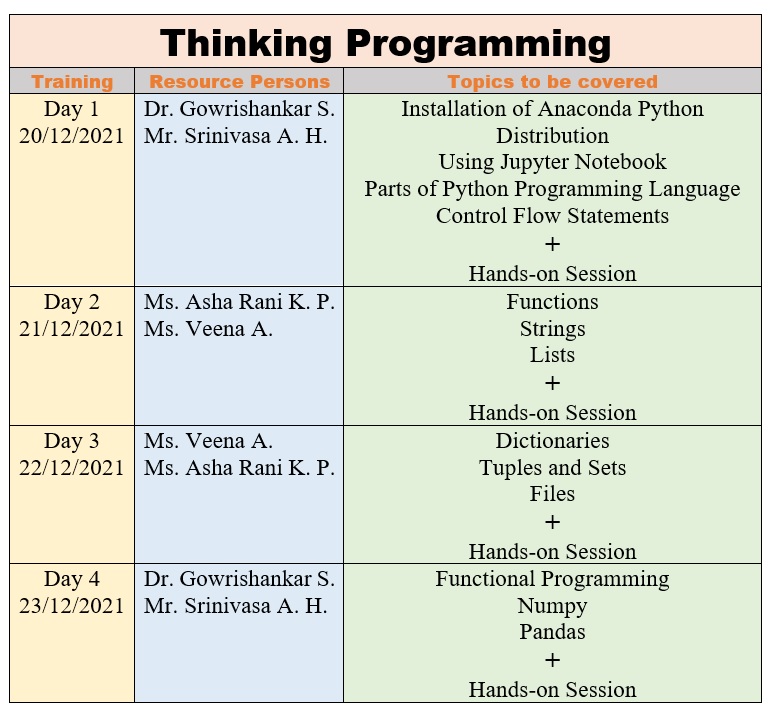 Thinking Programming
Training Resource Persons Topics to be covered
Day 1
20/12/2021
Dr. Gowrishankar S.
Mr. Srinivasa A. H.
Installation of Anaconda Python
Distribution
Using Jupyter Notebook
Parts of Python Programming Language
Control Flow Statements
+
Hands-on Session
Day 2
21/12/2021
Ms. Asha Rani K. P.
Ms. Veena A.
Functions
Strings
Lists
+
Hands-on Session
Day 3
22/12/2021
Ms. Veena A.
Ms. Asha Rani K. P.
Dictionaries
Tuples and Sets
Files
+
Hands-on Session
Day 4
23/12/2021
Dr. Gowrishankar S.
Mr. Srinivasa A. H.
Functional Programming
Numpy
Pandas
+
Hands-on Session